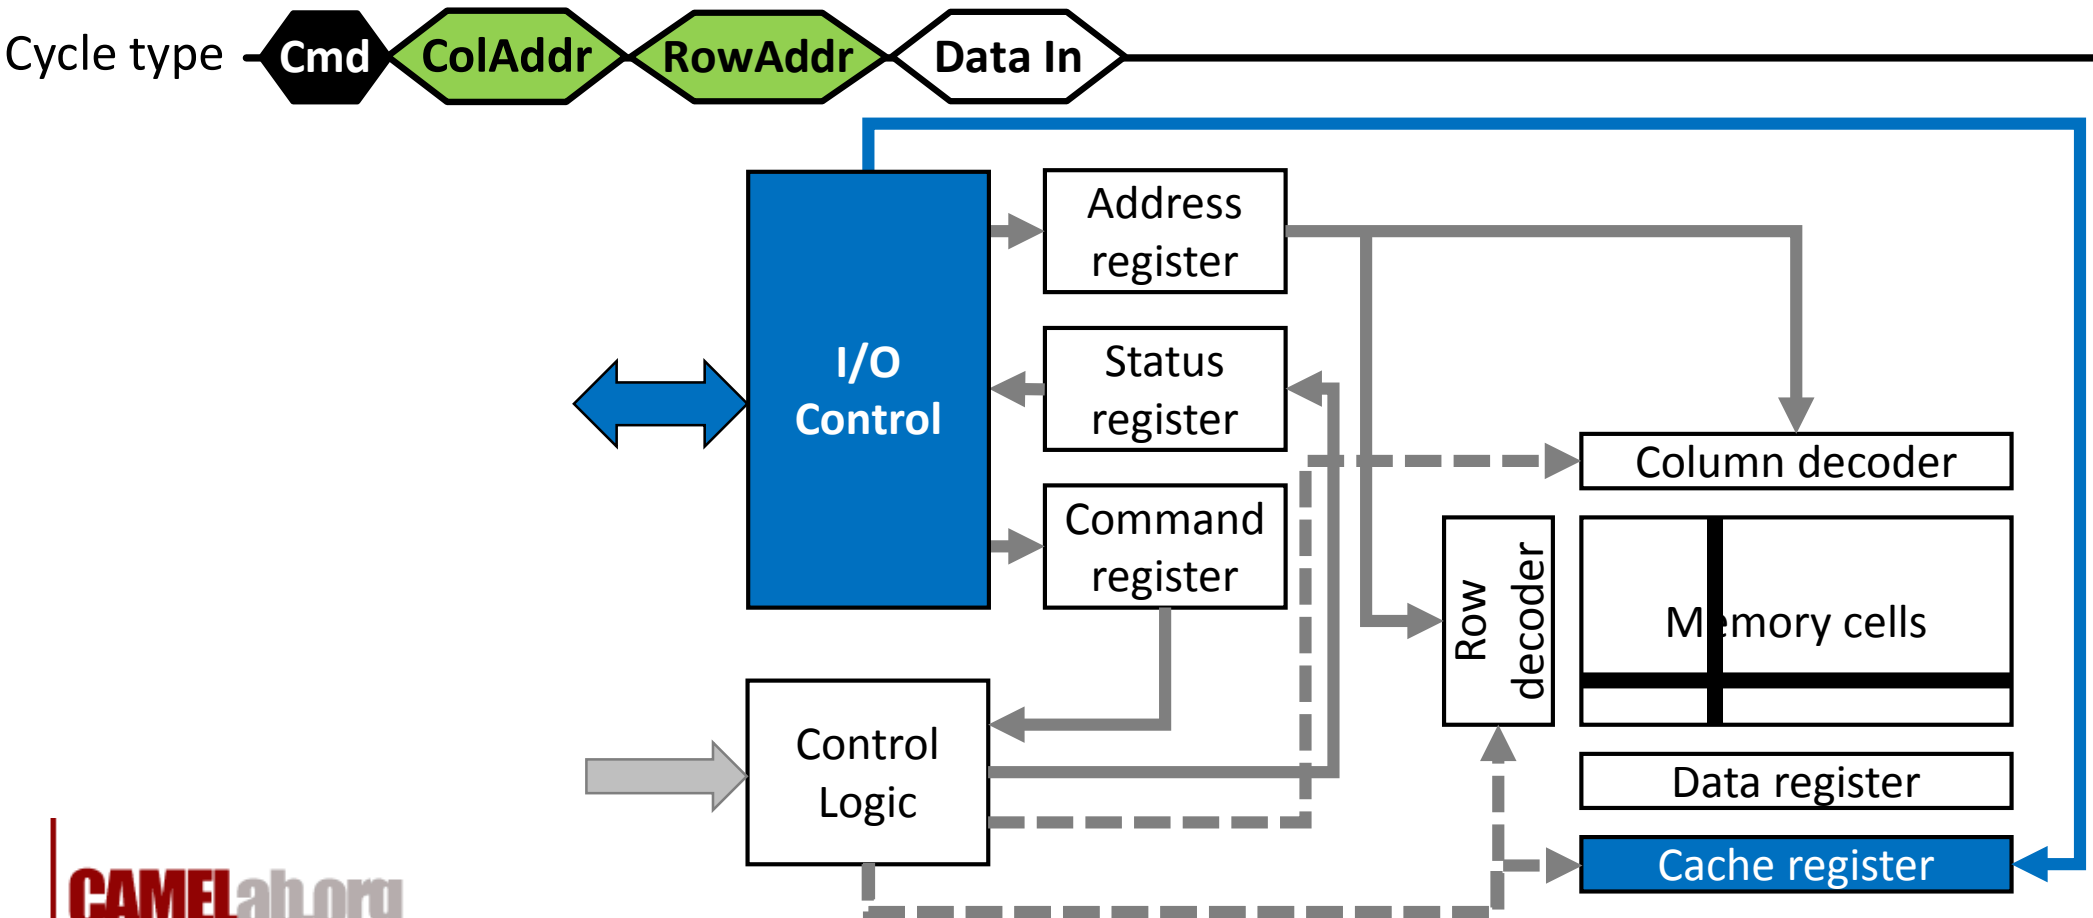 Cycle type Cmd ColAddr RowAddr Data In
Address
register
I/O
Control
Status
register
Column decoder
Command
register
Row
decoder
Memory cells
Control
Logic
Data register
Cache register
CAMELab.org